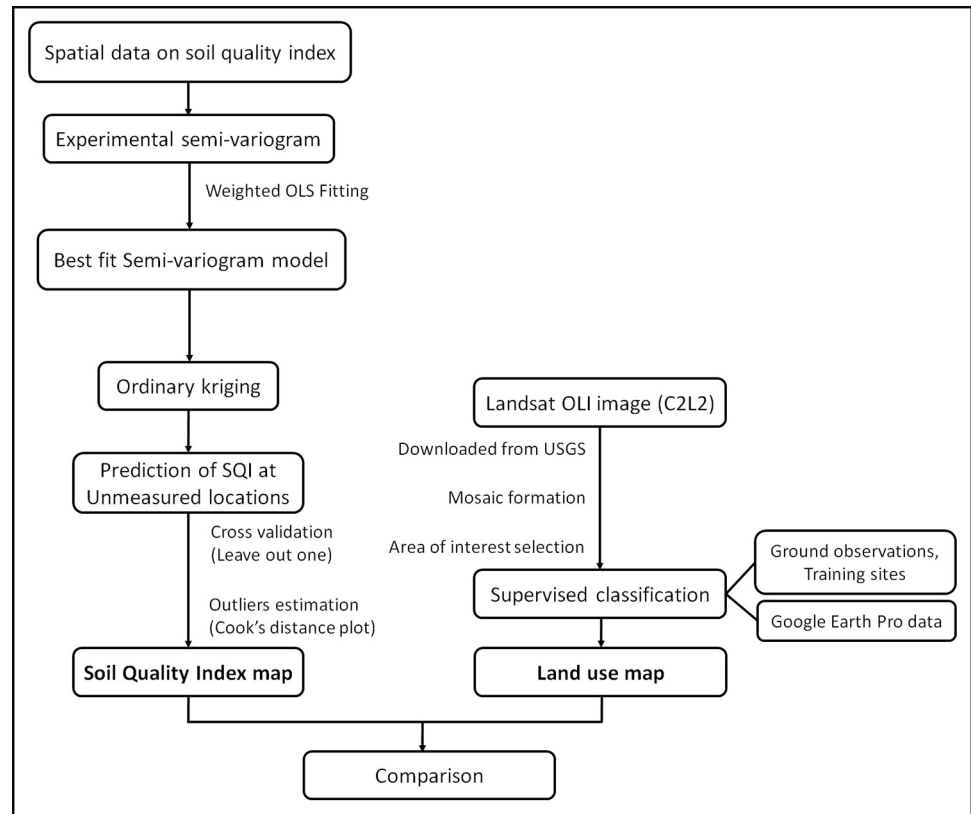 Spatial data on soil quality index
Experimental semi-variogram
Weighted OLS Fitting
Best fit Semi-variogram model
Ordinary kriging
Prediction of SQI at
Unmeasured locations
Cross validation
(Leave out one)
Outliers estimation
(Cook's distance plot)
Soil Quality Index map
Landsat OLI image (C2L2)
Downloaded from USGS
Mosaic formation
Area of interest selection
Supervised classification
Ground observations,
Training sites
Google Earth Pro data
Land use map
Comparison